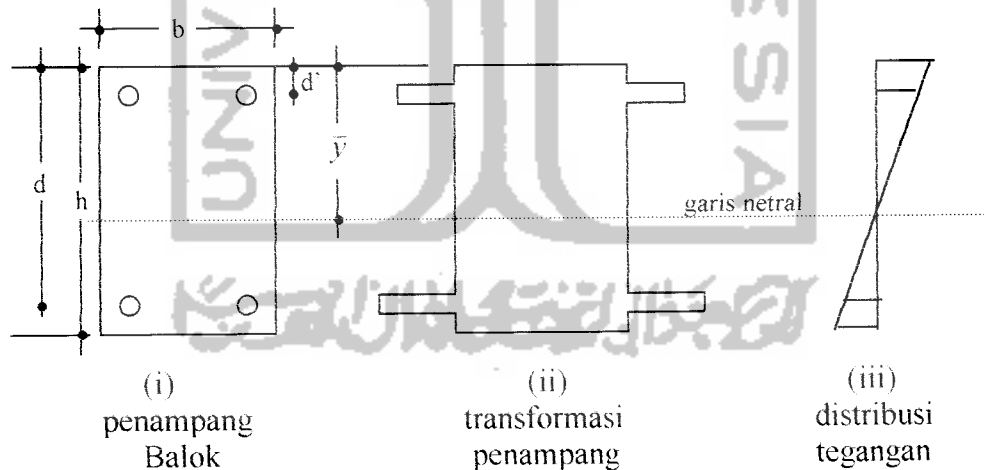 b
d'
ȳ
d
h
garis netral
(i)
penampang
Balok
(ii)
transformasi
penampang
(iii)
distribusi
tegangan